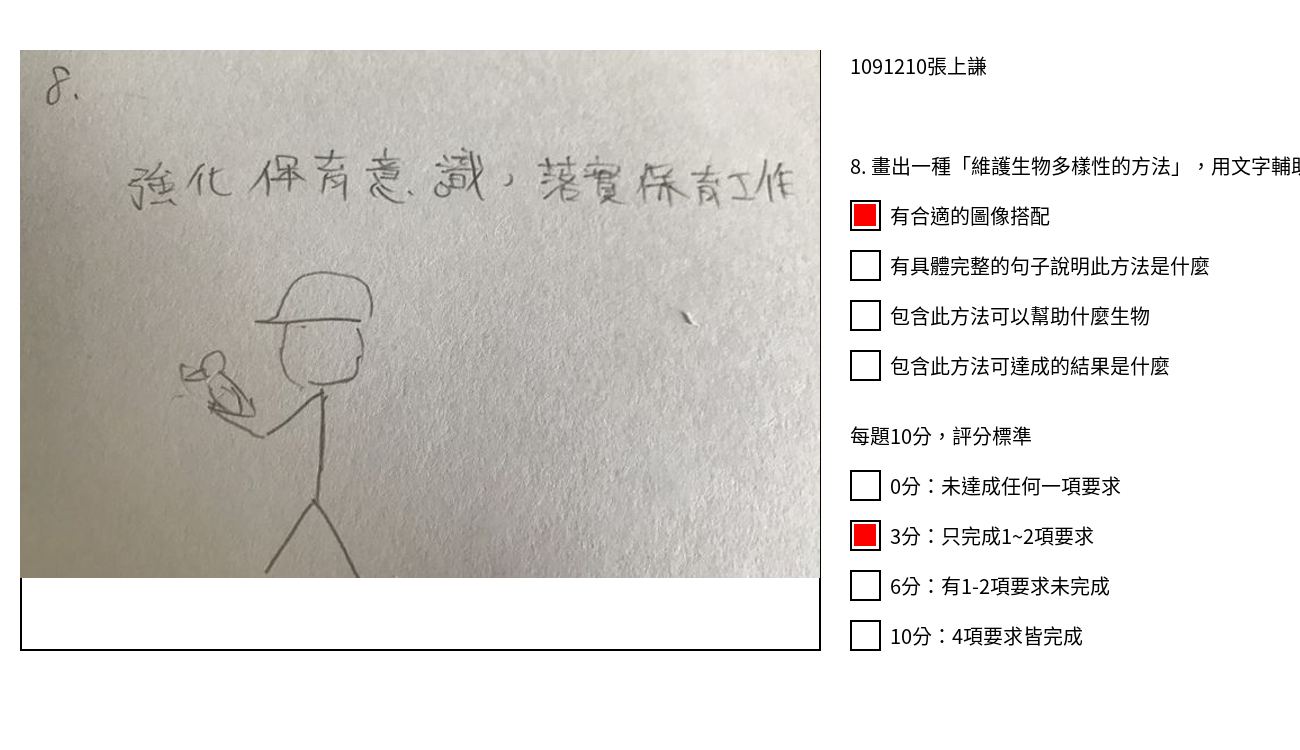 8.
強化保育意識，落實保育工作
1091210張上謙
8. 畫出一種「維護生物多樣性的方法」，用文字輔
有合適的圖像搭配
有具體完整的句子說明此方法是什麼
包含此方法可以幫助什麼生物
包含此方法可達成的結果是什麼
每題10分，評分標準
0分：未達成任何一項要求
3分：只完成1~2項要求
6分：有1-2項要求未完成
10分：4項要求皆完成